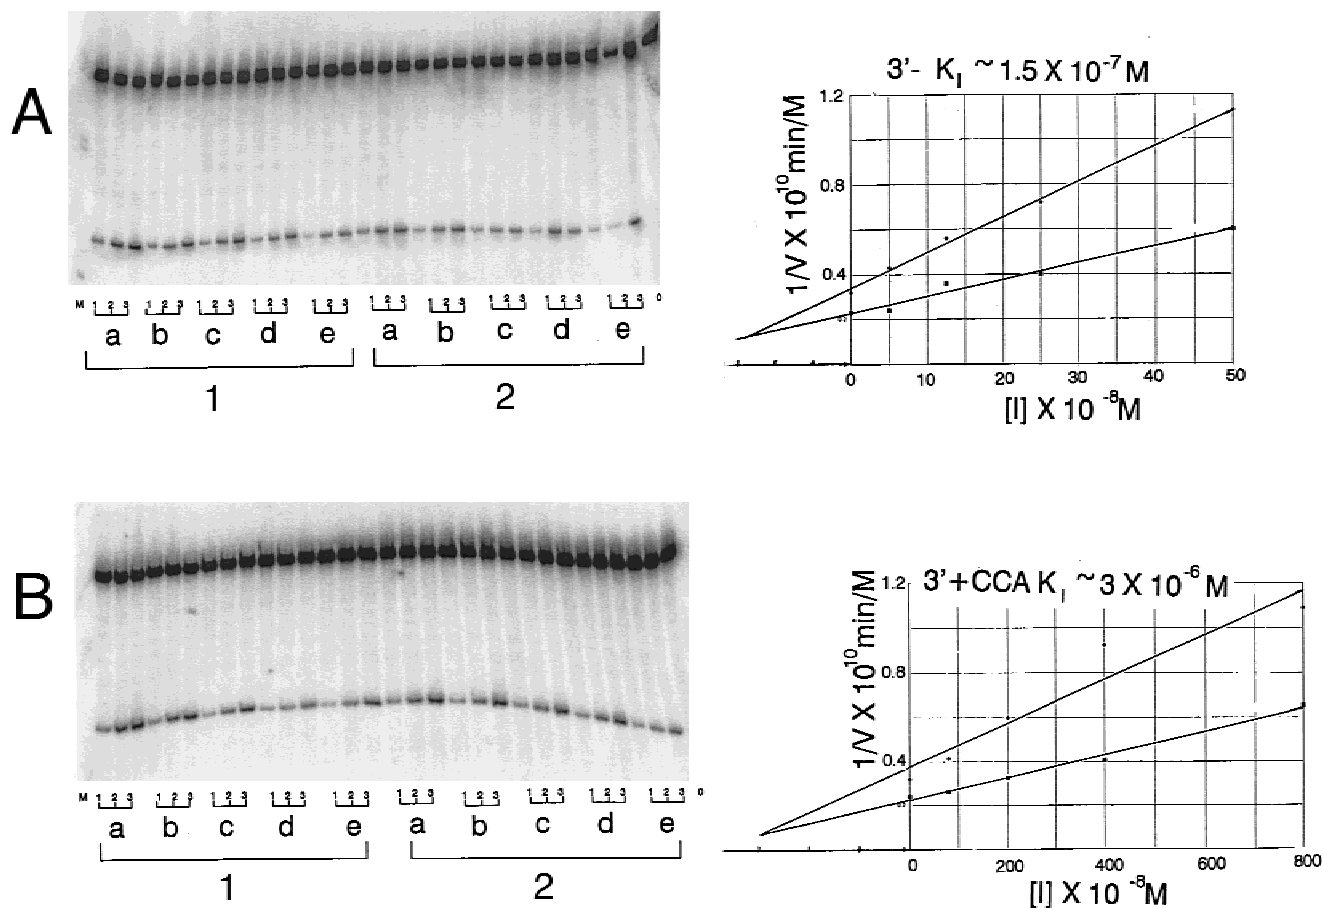 A
M 1 2 3 1 2 3 1 2 3 1 2 3 1 2 3 1 2 3 1 2 3 1 2 3 1 2 3 1 2 3 0
a b c d e a b c d e
1 2
3'- K_I ~ 1.5 X 10^-7 M
1/V X 10^10 min/M
1.2
0.8
0.4
0 10 20 30 40 50
[I] X 10^-8 M
B
M 1 2 3 1 2 3 1 2 3 1 2 3 1 2 3 1 2 3 1 2 3 1 2 3 1 2 3 1 2 3 0
a b c d e a b c d e
1 2
3'+CCA K_I ~ 3 X 10^-6 M
1/V X 10^10 min/M
1.2
0.8
0.4
0 200 400 600 800
[I] X 10^-8 M